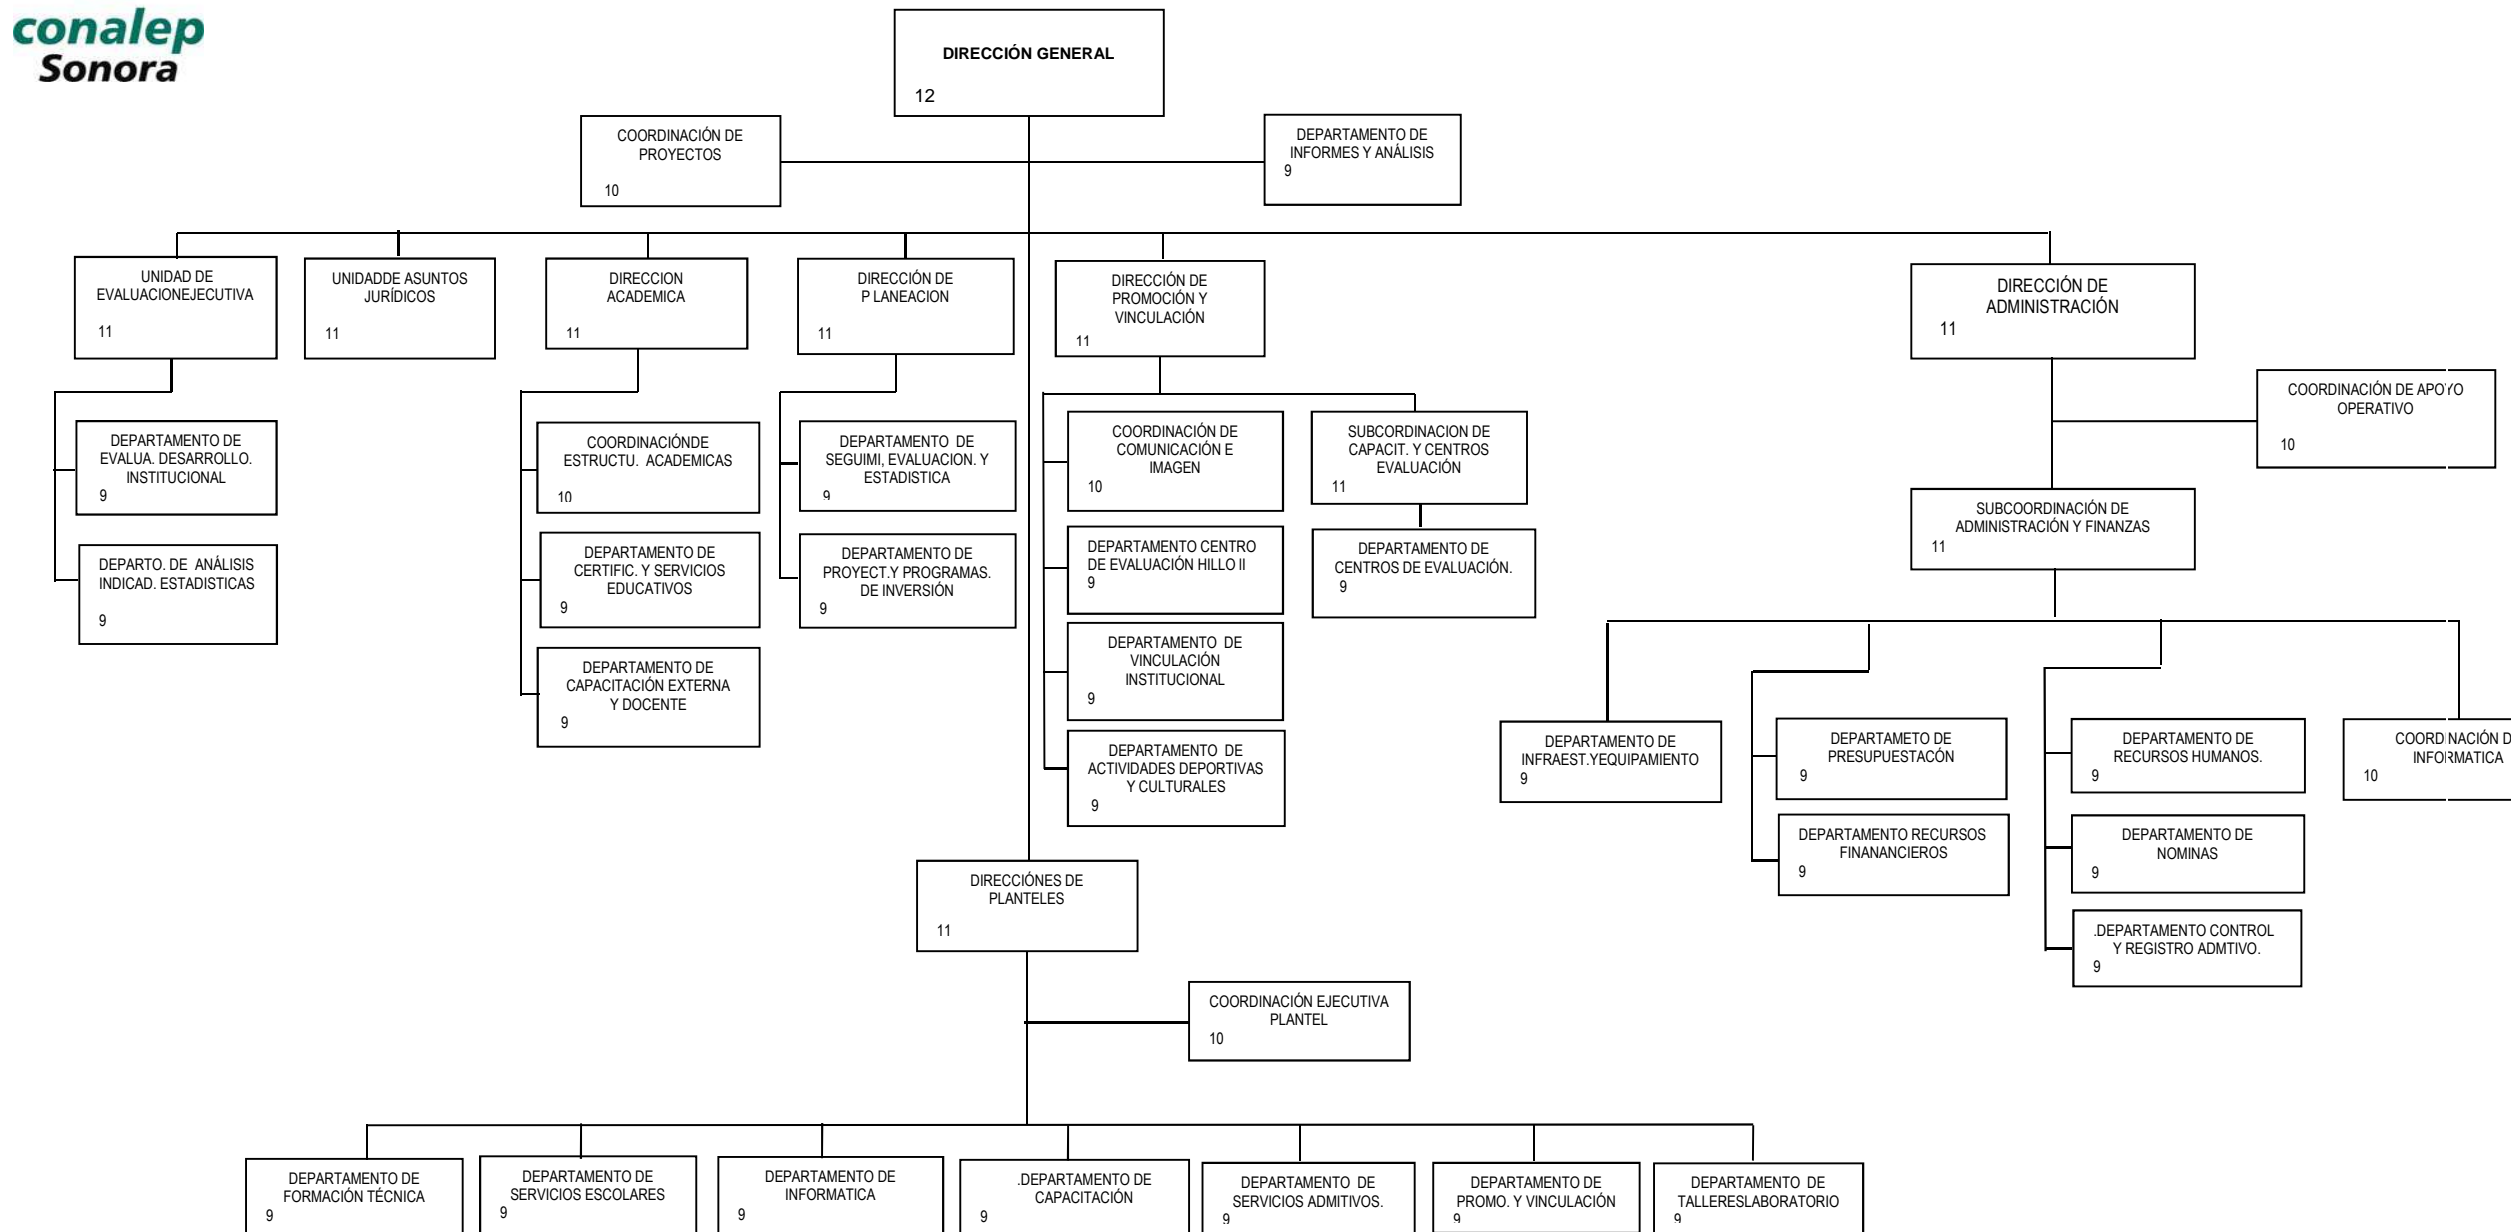 conalep
Sonora
DIRECCIÓN GENERAL
12
COORDINACIÓN DE
PROYECTOS
10
DEPARTAMENTO DE
INFORMES Y ANÁLISIS
9
UNIDAD DE
EVALUACIONEJECUTIVA
11
UNIDADDE ASUNTOS
JURÍDICOS
11
DIRECCION
ACADEMICA
11
DIRECCIÓN DE
P LANEACION
11
DIRECCIÓN DE
PROMOCIÓN Y
VINCULACIÓN
11
DIRECCIÓN DE
ADMINISTRACIÓN
11
COORDINACIÓN DE APOYO
OPERATIVO
10
DEPARTAMENTO DE
EVALUA. DESARROLLO.
INSTITUCIONAL
9
COORDINACIÓNDE
ESTRUCTU. ACADEMICAS
10
DEPARTAMENTO DE
SEGUIMI, EVALUACION. Y
ESTADISTICA
9
COORDINACIÓN DE
COMUNICACIÓN E
IMAGEN
10
SUBCORDINACION DE
CAPACIT. Y CENTROS
EVALUACIÓN
11
SUBCOORDINACIÓN DE
ADMINISTRACIÓN Y FINANZAS
11
DEPARTO. DE ANÁLISIS
INDICAD. ESTADISTICAS
9
DEPARTAMENTO DE
CERTIFIC. Y SERVICIOS
EDUCATIVOS
9
DEPARTAMENTO DE
PROYECT.Y PROGRAMAS.
DE INVERSIÓN
9
DEPARTAMENTO CENTRO
DE EVALUACIÓN HILLO II
9
DEPARTAMENTO DE
CENTROS DE EVALUACIÓN.
9
DEPARTAMENTO DE
CAPACITACIÓN EXTERNA
Y DOCENTE
9
DEPARTAMENTO DE
VINCULACIÓN
INSTITUCIONAL
9
DEPARTAMENTO DE
ACTIVIDADES DEPORTIVAS
Y CULTURALES
9
DEPARTAMENTO DE
INFRAEST.YEQUIPAMIENTO
9
DEPARTAMETO DE
PRESUPUESTACÓN
9
DEPARTAMENTO DE
RECURSOS HUMANOS.
9
COORDINACIÓN D
INFORMATICA
10
DEPARTAMENTO RECURSOS
FINANANCIEROS
9
DEPARTAMENTO DE
NOMINAS
9
.DEPARTAMENTO CONTROL
Y REGISTRO ADMTIVO.
9
DIRECCIÓNES DE
PLANTELES
11
COORDINACIÓN EJECUTIVA
PLANTEL
10
DEPARTAMENTO DE
FORMACIÓN TÉCNICA
9
DEPARTAMENTO DE
SERVICIOS ESCOLARES
9
DEPARTAMENTO DE
INFORMATICA
9
.DEPARTAMENTO DE
CAPACITACIÓN
9
DEPARTAMENTO DE
SERVICIOS ADMITIVOS.
9
DEPARTAMENTO DE
PROMO. Y VINCULACIÓN
9
DEPARTAMENTO DE
TALLERESLABORATORIO
9